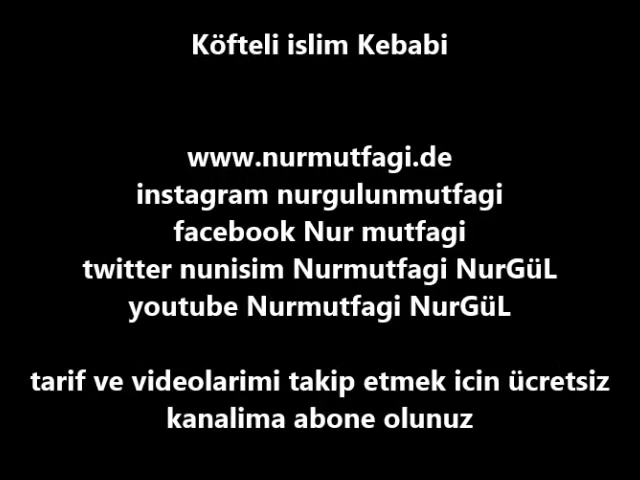 Köfteli islim Kebabi
www.nurmutfagi.de
instagram nurgulunmutfagi
facebook Nur mutfagi
twitter nunisim Nurmutfagi NurGüL
youtube Nurmutfagi NurGüL
tarif ve videolarimi takip etmek icin ücretsiz
kanalima abone olunuz